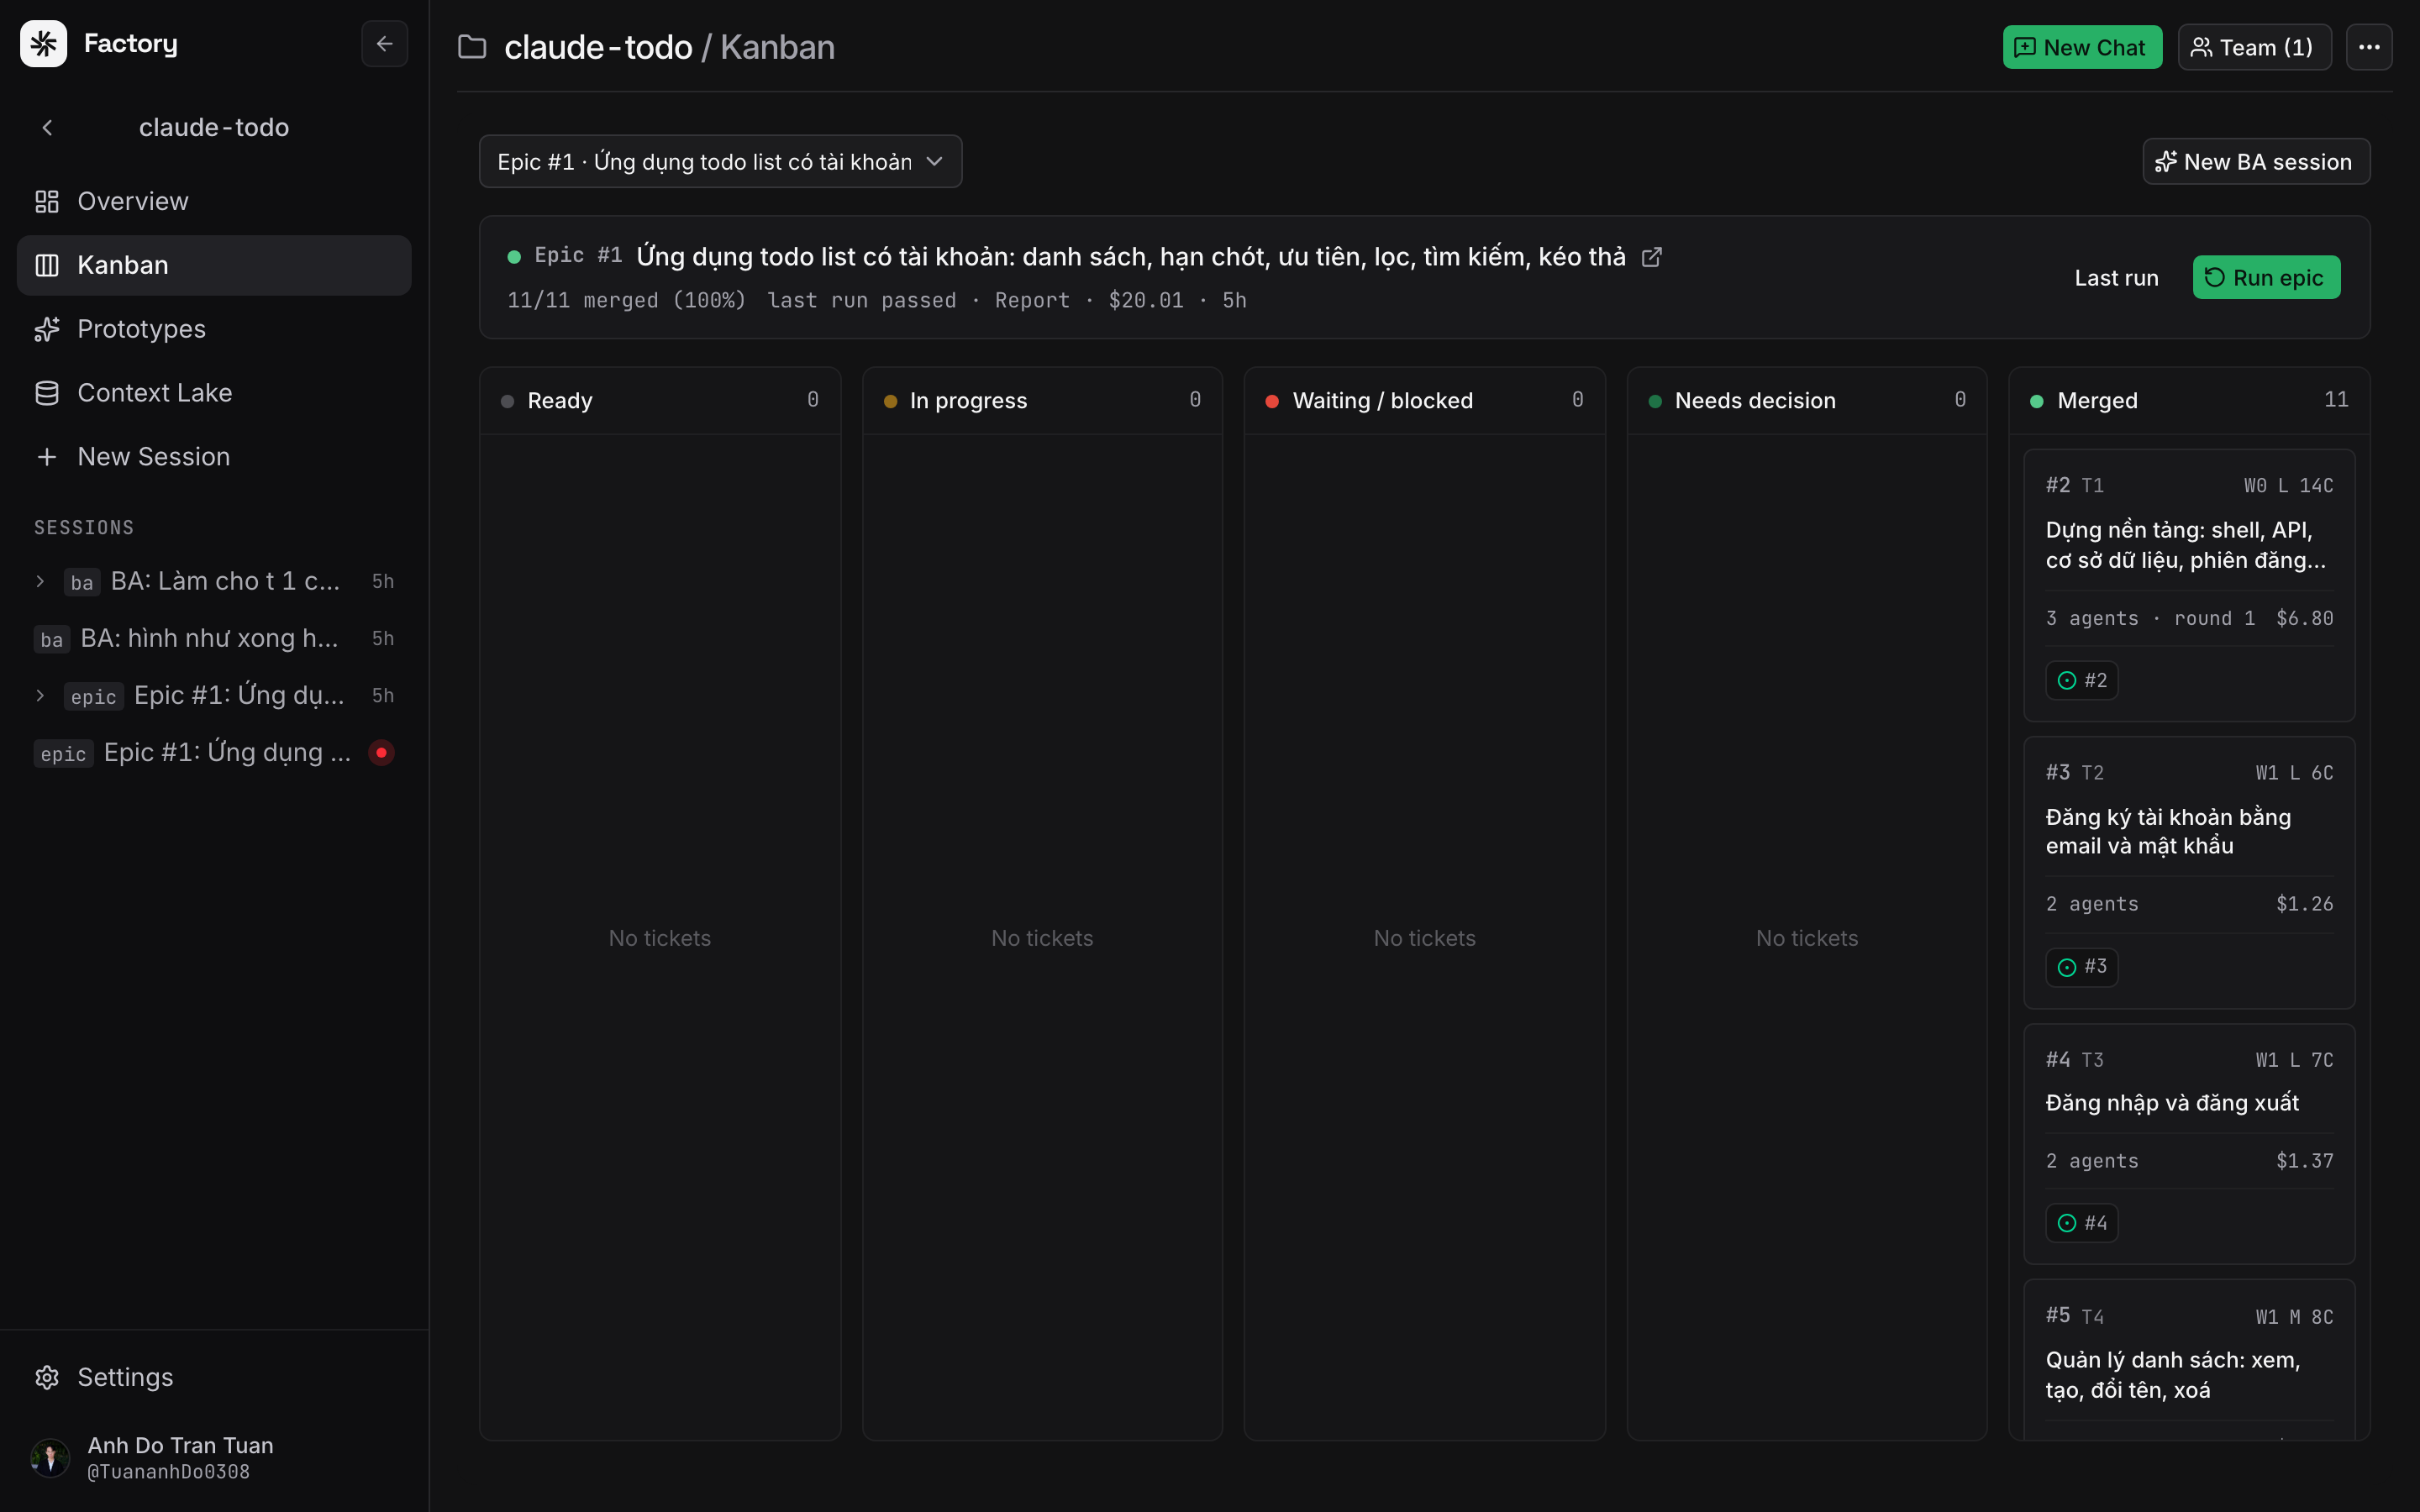 Factory
claude-todo
Overview
Kanban
Prototypes
Context Lake
New Session
SESSIONS
ba BA: Làm cho t 1 c... 5h
ba BA: hình như xong h... 5h
epic Epic #1: Ứng dụ... 5h
epic Epic #1: Ứng dụng ...
Settings
Anh Do Tran Tuan
@TuananhDo0308
claude-todo / Kanban
New Chat
Team (1)
Epic #1 · Ứng dụng todo list có tài khoản
New BA session
Epic #1 Ứng dụng todo list có tài khoản: danh sách, hạn chót, ưu tiên, lọc, tìm kiếm, kéo thả
11/11 merged (100%) last run passed · Report · $20.01 · 5h
Last run
Run epic
Ready 0
No tickets
In progress 0
No tickets
Waiting / blocked 0
No tickets
Needs decision 0
No tickets
Merged 11
#2 T1 W0 L 14C
Dựng nền tảng: shell, API,
cơ sở dữ liệu, phiên đăng...
3 agents · round 1 $6.80
#2
#3 T2 W1 L 6C
Đăng ký tài khoản bằng
email và mật khẩu
2 agents $1.26
#3
#4 T3 W1 L 7C
Đăng nhập và đăng xuất
2 agents $1.37
#4
#5 T4 W1 M 8C
Quản lý danh sách: xem,
tạo, đổi tên, xoá